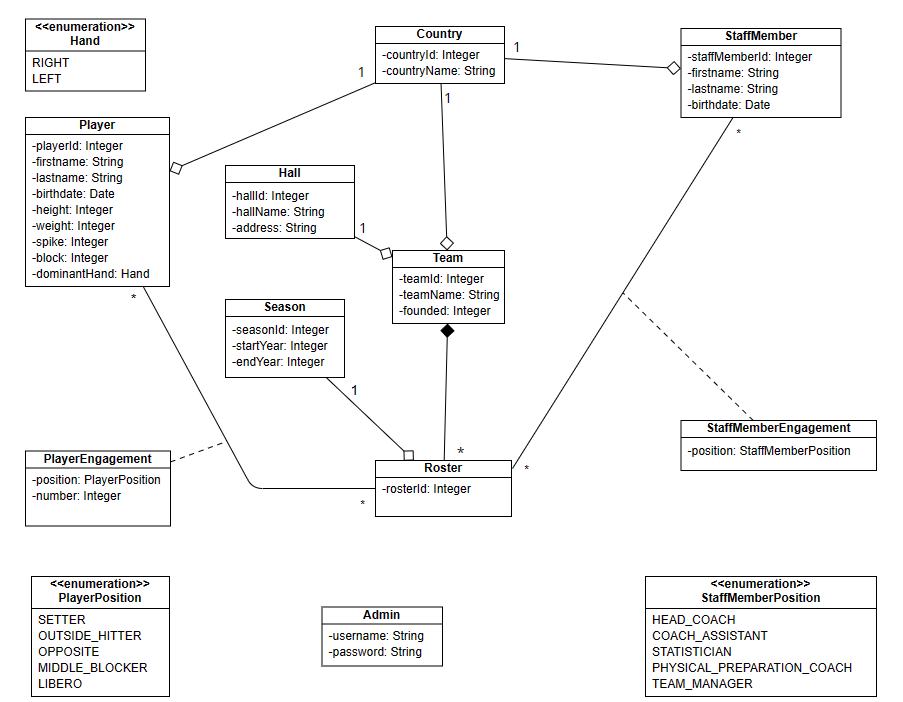 <<enumeration>>
Hand
RIGHT
LEFT
Country
-countryId: Integer
-countryName: String
1
1
1
StaffMember
-staffMemberId: Integer
-firstname: String
-lastname: String
-birthdate: Date
*
Player
-playerId: Integer
-firstname: String
-lastname: String
-birthdate: Date
-height: Integer
-weight: Integer
-spike: Integer
-block: Integer
-dominantHand: Hand
*
Hall
-hallId: Integer
-hallName: String
-address: String
1
Team
-teamId: Integer
-teamName: String
-founded: Integer
Season
-seasonId: Integer
-startYear: Integer
-endYear: Integer
1
StaffMemberEngagement
-position: StaffMemberPosition
PlayerEngagement
-position: PlayerPosition
-number: Integer
*
*
*
Roster
-rosterId: Integer
<<enumeration>>
PlayerPosition
SETTER
OUTSIDE_HITTER
OPPOSITE
MIDDLE_BLOCKER
LIBERO
Admin
-username: String
-password: String
<<enumeration>>
StaffMemberPosition
HEAD_COACH
COACH_ASSISTANT
STATISTICIAN
PHYSICAL_PREPARATION_COACH
TEAM_MANAGER